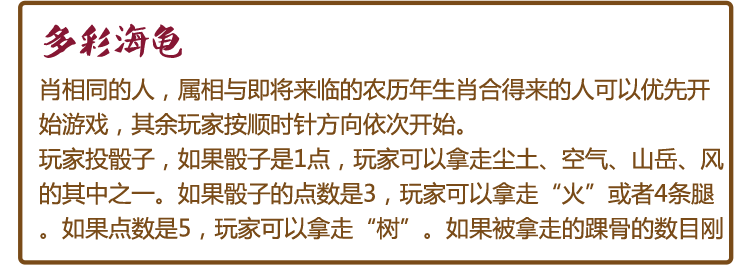 多彩海龟
肖相同的人，属相与即将来临的农历年生肖合得来的人可以优先开
始游戏，其余玩家按顺时针方向依次开始。
玩家投骰子，如果骰子是1点，玩家可以拿走尘土、空气、山岳、风
的其中之一。如果骰子的点数是3，玩家可以拿走“火”或者4条腿
。如果点数是5，玩家可以拿走“树”。如果被拿走的踝骨的数目刚